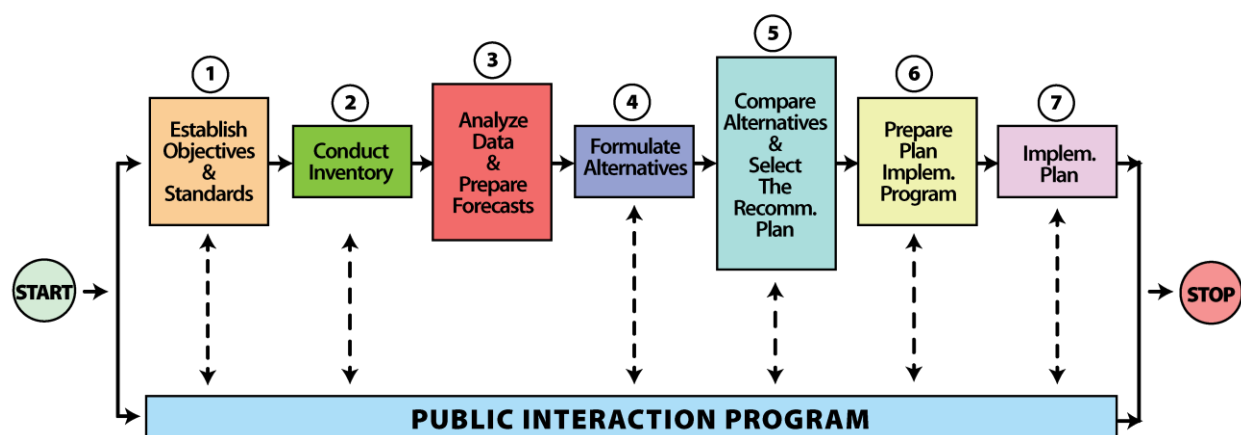 START
1
Establish
Objectives
&
Standards
2
Conduct
Inventory
3
Analyze
Data
&
Prepare
Forecasts
4
Formulate
Alternatives
5
Compare
Alternatives
&
Select
The
Recomm.
Plan
6
Prepare
Plan
Implem.
Program
7
Implem.
Plan
STOP
PUBLIC INTERACTION PROGRAM